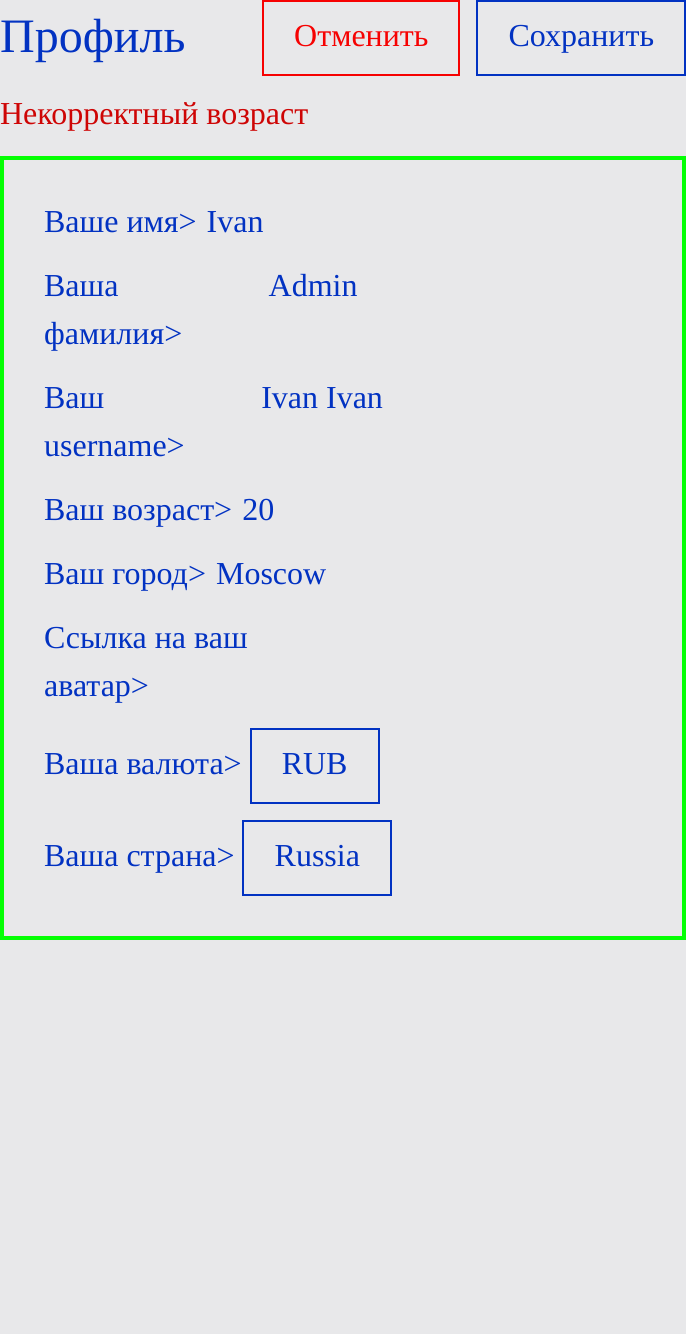 Профиль Отменить Сохранить
Некорректный возраст
Ваше имя> Ivan
Ваша Admin
фамилия>
Ваш Ivan Ivan
username>
Ваш возраст> 20
Ваш город> Moscow
Ссылка на ваш
аватар>
Ваша валюта> RUB
Ваша страна> Russia